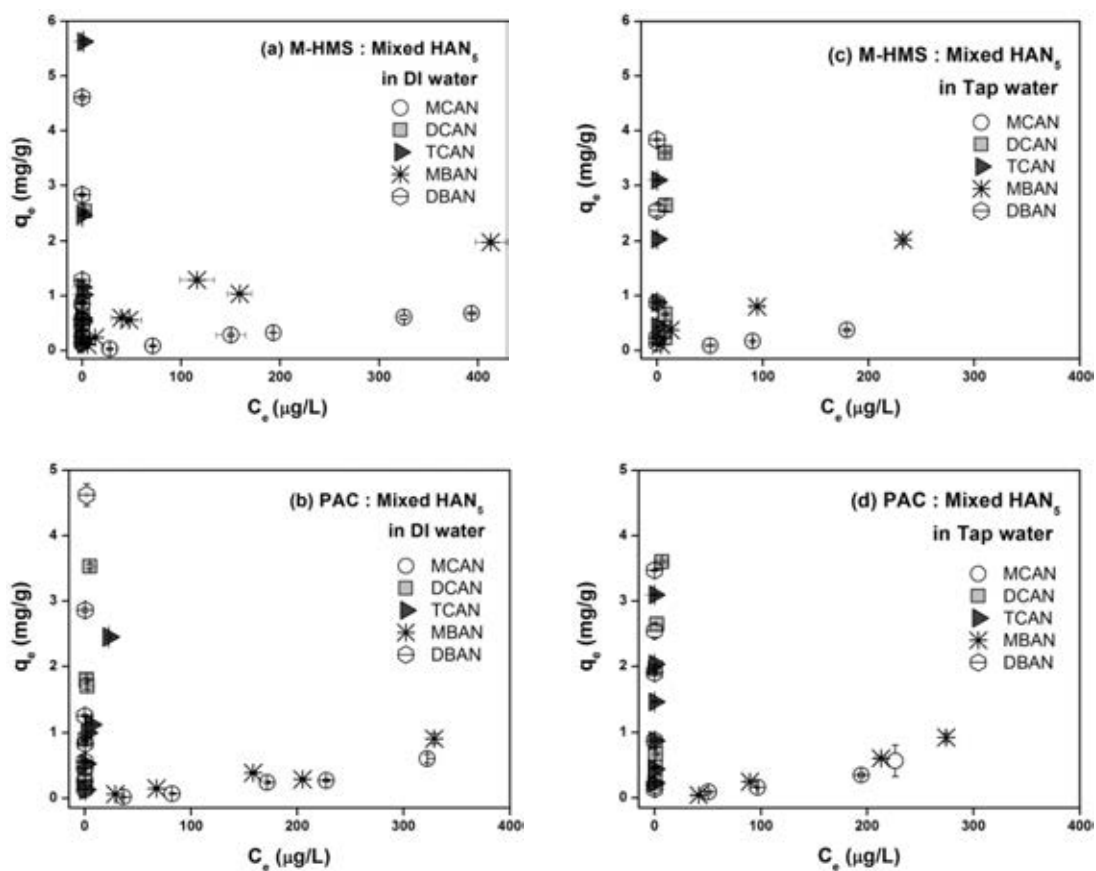 6
5
4
3
2
1
0
0
100
200
300
400
qₑ (mg/g)
Cₑ (μg/L)
(a) M-HMS : Mixed HAN₅
in DI water
MCAN
DCAN
TCAN
MBAN
DBAN
6
5
4
3
2
1
0
0
100
200
300
400
qₑ (mg/g)
Cₑ (μg/L)
(c) M-HMS : Mixed HAN₅
in Tap water
MCAN
DCAN
TCAN
MBAN
DBAN
5
4
3
2
1
0
0
100
200
300
400
qₑ (mg/g)
Cₑ (μg/L)
(b) PAC : Mixed HAN₅
in DI water
MCAN
DCAN
TCAN
MBAN
DBAN
5
4
3
2
1
0
0
100
200
300
400
qₑ (mg/g)
Cₑ (μg/L)
(d) PAC : Mixed HAN₅
in Tap water
MCAN
DCAN
TCAN
MBAN
DBAN